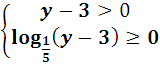 { y − 3 > 0
log_{1/5}(y − 3) ≥ 0